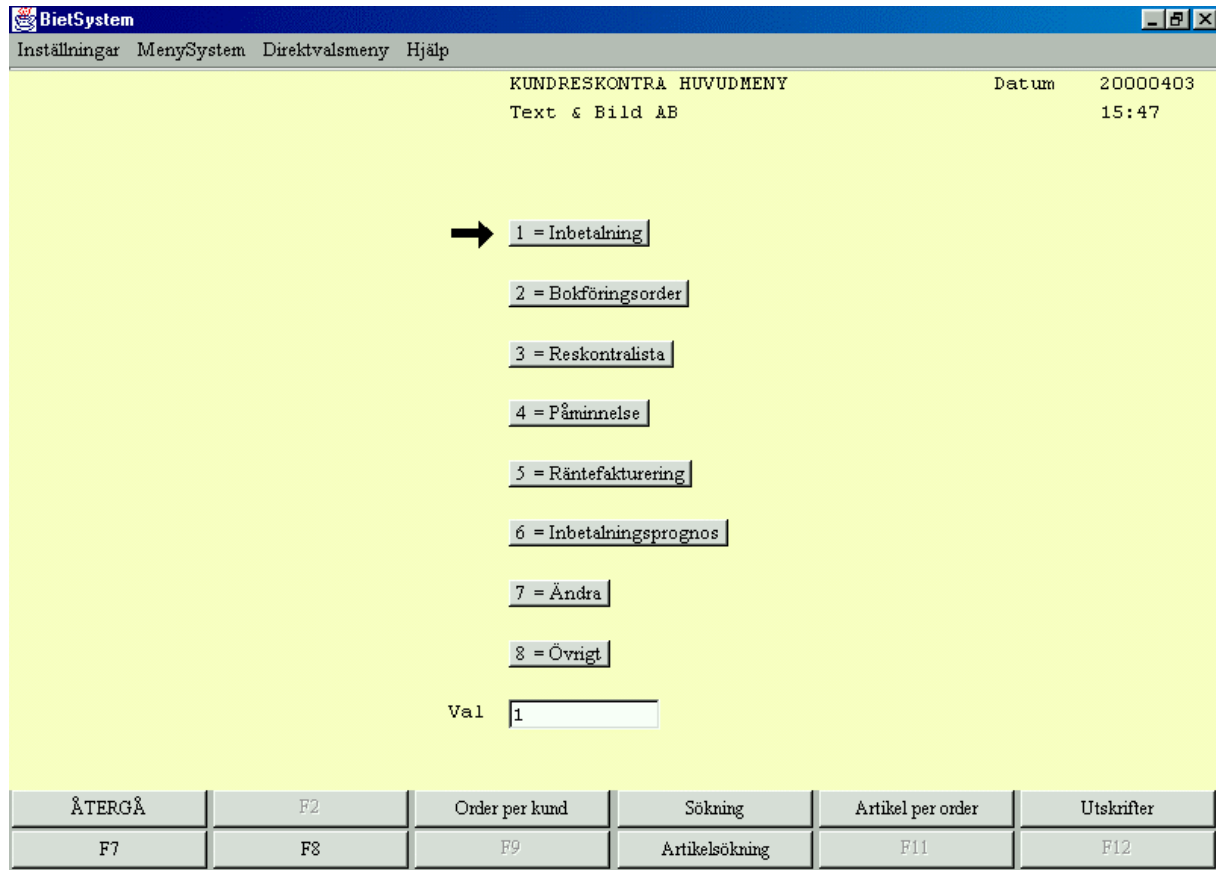 BietSystem
Inställningar MenySystem Direktvalsmeny Hjälp
KUNDRESKONTRA HUVUDMENY Datum 20000403
Text & Bild AB 15:47
1 = Inbetalning
2 = Bokföringsorder
3 = Reskontralista
4 = Påminnelse
5 = Räntefakturering
6 = Inbetalningsprognos
7 = Ändra
8 = Övrigt
Val 1
ÅTERGÅ F2 Order per kund Sökning Artikel per order Utskrifter
F7 F8 F9 Artikelsökning F11 F12